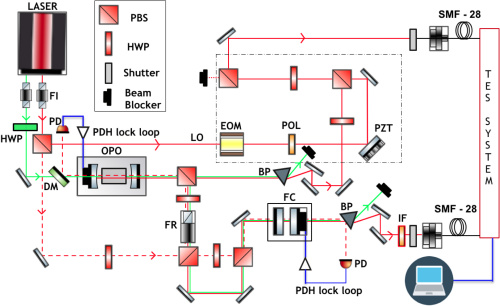 LASER
PBS
HWP
Shutter
Beam
Blocker
SMF - 28
FI
PD
PDH lock loop
HWP
LO
EOM
POL
PZT
TES SYSTEM
OPO
DM
BP
FC
BP
IF
SMF - 28
FR
PD
PDH lock loop